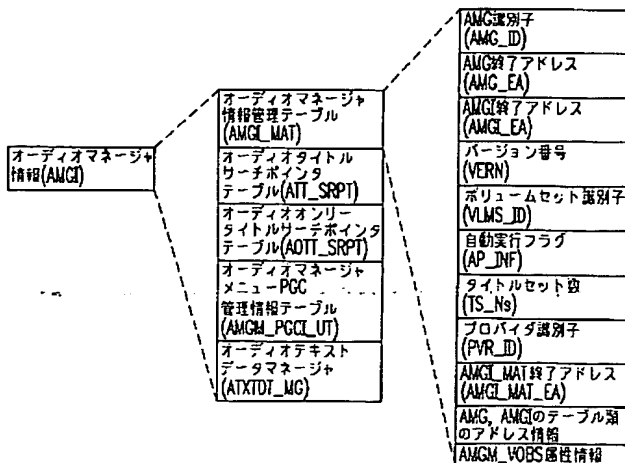 オーディオマネージャ
情報(AMGI)
オーディオマネージャ
情報管理テーブル
(AMGI_MAT)
オーディオタイトル
サーチポインタ
テーブル(ATT_SRPT)
オーディオオンリー
タイトルサーチポインタ
テーブル(AOTT_SRPT)
オーディオマネージャ
メニューPGC
管理情報テーブル
(AMGM_PGCI_UT)
オーディオテキスト
データマネージャ
(ATXTDT_MG)
AMG識別子
(AMG_ID)
AMG終了アドレス
(AMG_EA)
AMGI終了アドレス
(AMGI_EA)
バージョン番号
(VERN)
ボリュームセット識別子
(VLMS_ID)
自動実行フラグ
(AP_INF)
タイトルセット数
(TS_Ns)
プロバイダ識別子
(PVR_ID)
AMGI_MAT終了アドレス
(AMGI_MAT_EA)
AMG, AMGIのテーブル類
のアドレス情報
AMGM_VOBS属性情報